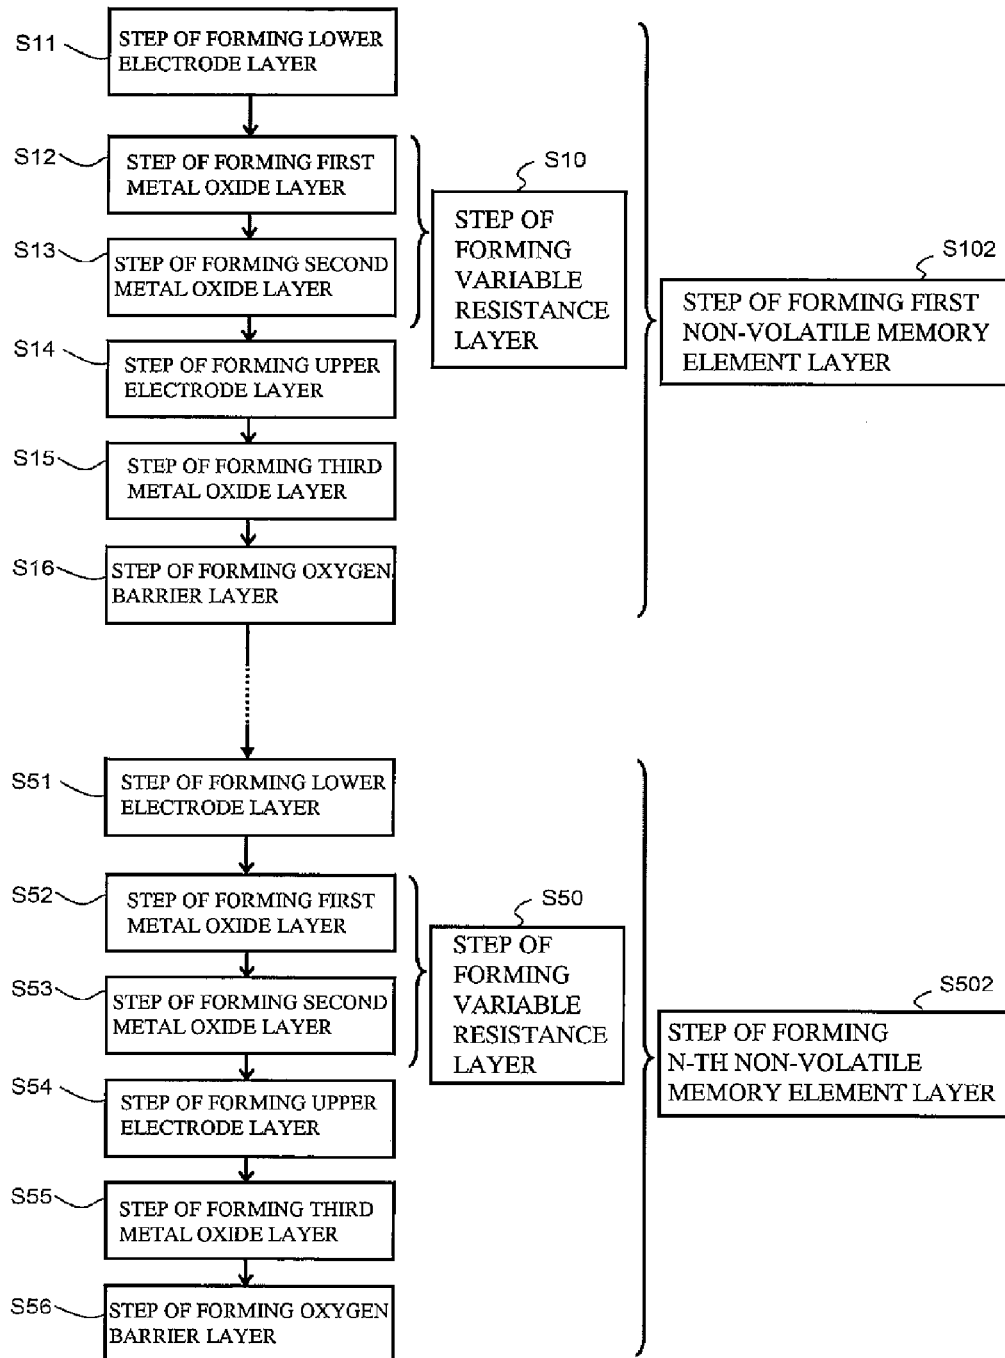 S11
STEP OF FORMING LOWER
ELECTRODE LAYER
S12
STEP OF FORMING FIRST
METAL OXIDE LAYER
S13
STEP OF FORMING SECOND
METAL OXIDE LAYER
S10
STEP OF
FORMING
VARIABLE
RESISTANCE
LAYER
S14
STEP OF FORMING UPPER
ELECTRODE LAYER
S15
STEP OF FORMING THIRD
METAL OXIDE LAYER
S16
STEP OF FORMING OXYGEN
BARRIER LAYER
S102
STEP OF FORMING FIRST
NON-VOLATILE MEMORY
ELEMENT LAYER
S51
STEP OF FORMING LOWER
ELECTRODE LAYER
S52
STEP OF FORMING FIRST
METAL OXIDE LAYER
S53
STEP OF FORMING SECOND
METAL OXIDE LAYER
S50
STEP OF
FORMING
VARIABLE
RESISTANCE
LAYER
S54
STEP OF FORMING UPPER
ELECTRODE LAYER
S55
STEP OF FORMING THIRD
METAL OXIDE LAYER
S56
STEP OF FORMING OXYGEN
BARRIER LAYER
S502
STEP OF FORMING
N-TH NON-VOLATILE
MEMORY ELEMENT LAYER